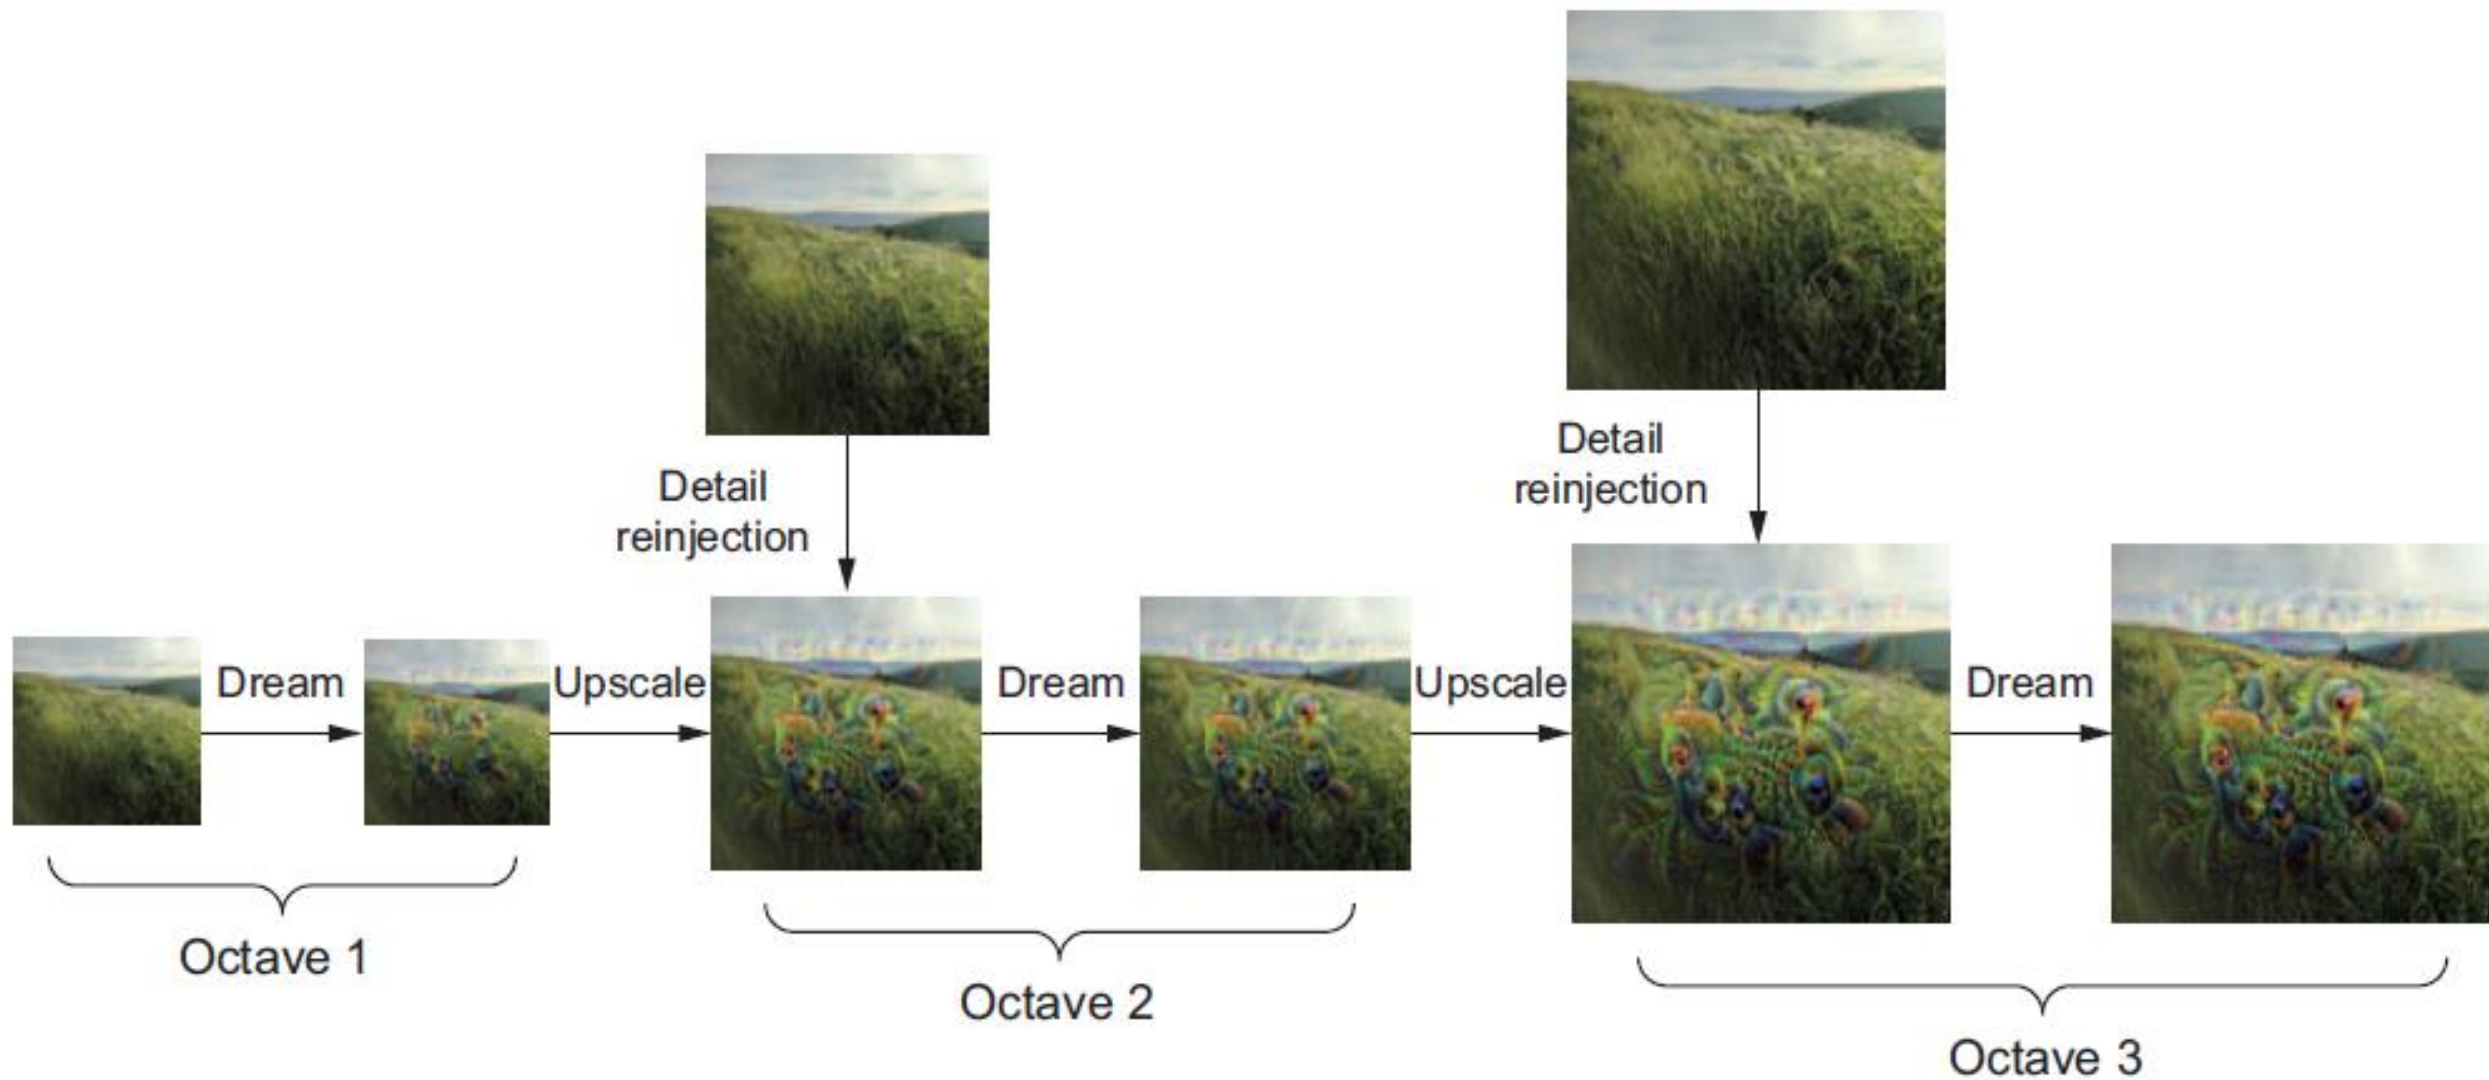 Detail
reinjection
Detail
reinjection
Dream
Upscale
Dream
Upscale
Dream
Octave 1
Octave 2
Octave 3